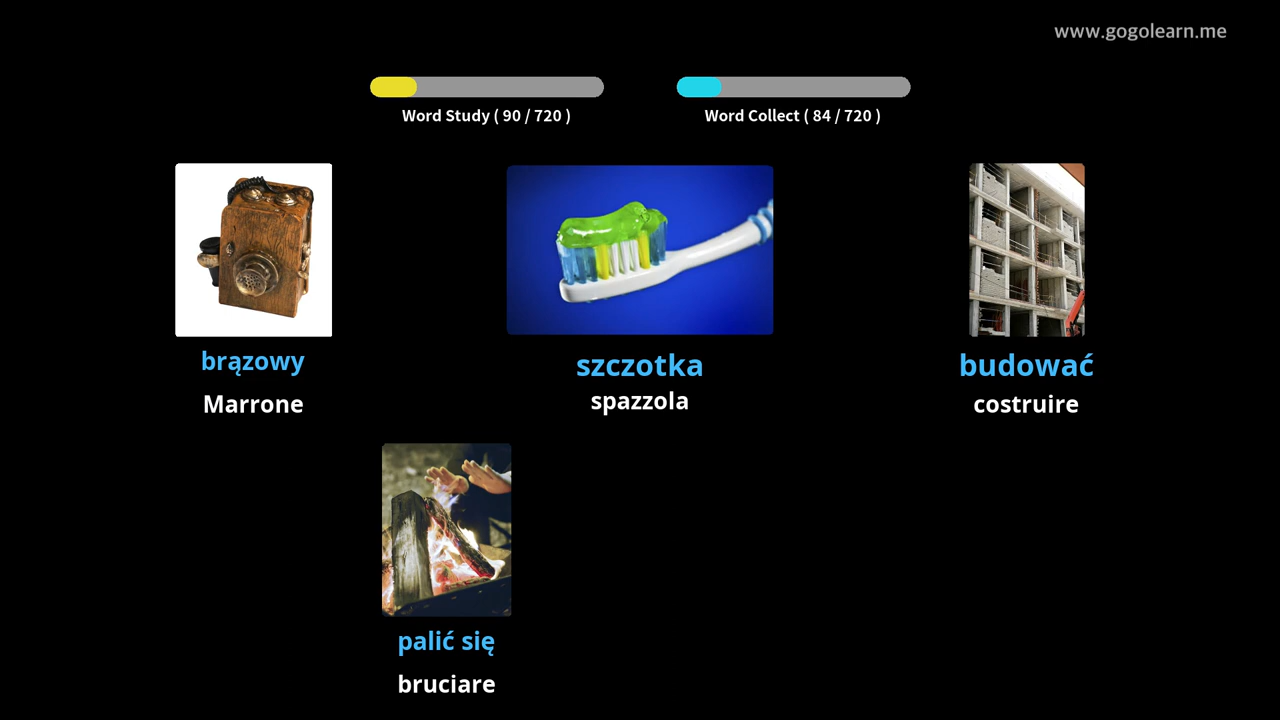 www.gogolearn.me
Word Study ( 90 / 720 )
Word Collect ( 84 / 720 )
brązowy
Marrone
szczotka
spazzola
budować
costruire
palić się
bruciare